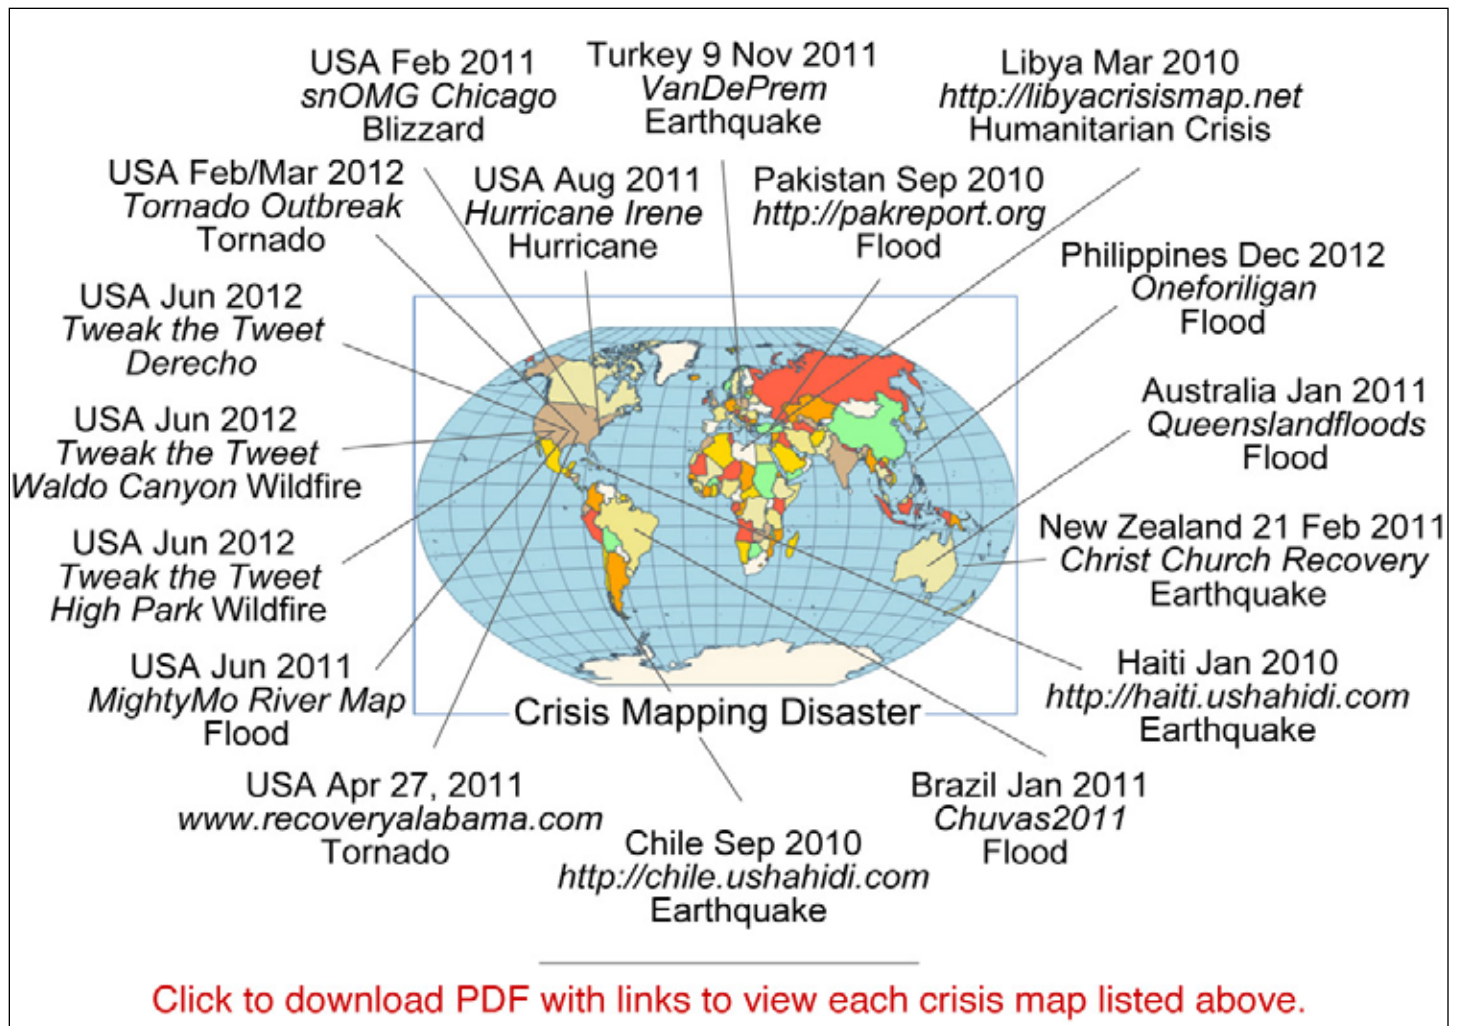 USA Feb 2011
snOMG Chicago
Blizzard
Turkey 9 Nov 2011
VanDePrem
Earthquake
Libya Mar 2010
http://libyacrisismap.net
Humanitarian Crisis
USA Feb/Mar 2012
Tornado Outbreak
Tornado
USA Aug 2011
Hurricane Irene
Hurricane
Pakistan Sep 2010
http://pakreport.org
Flood
Philippines Dec 2012
Oneforiligan
Flood
USA Jun 2012
Tweak the Tweet
Derecho
Australia Jan 2011
Queenslandfloods
Flood
USA Jun 2012
Tweak the Tweet
Waldo Canyon Wildfire
New Zealand 21 Feb 2011
Christ Church Recovery
Earthquake
USA Jun 2012
Tweak the Tweet
High Park Wildfire
Haiti Jan 2010
http://haiti.ushahidi.com
Earthquake
USA Jun 2011
MightyMo River Map
Flood
Crisis Mapping Disaster
USA Apr 27, 2011
www.recoveryalabama.com
Tornado
Brazil Jan 2011
Chuvas2011
Flood
Chile Sep 2010
http://chile.ushahidi.com
Earthquake
Click to download PDF with links to view each crisis map listed above.